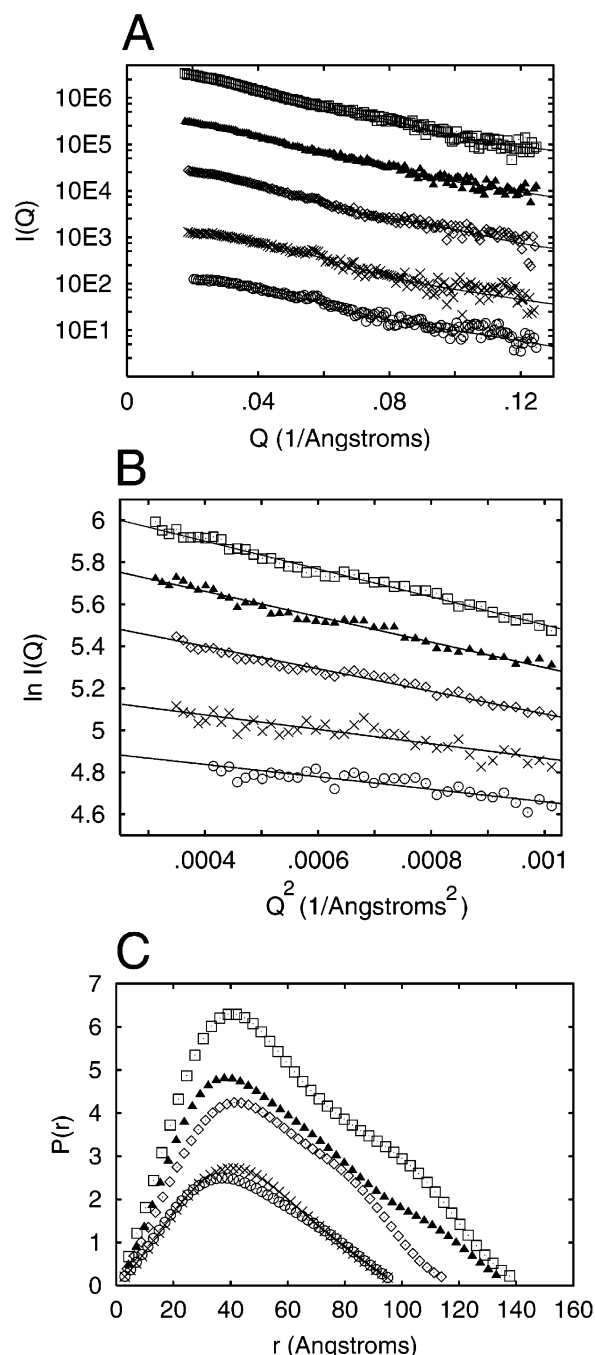 A
10E6
10E5
10E4
10E3
10E2
10E1
I(Q)
0 .04 .08 .12
Q (1/Angstroms)
B
6
5.8
5.6
5.4
5.2
5
4.8
4.6
ln I(Q)
.0004 .0006 .0008 .001
Q² (1/Angstroms²)
C
7
6
5
4
3
2
1
0
P(r)
0 20 40 60 80 100 120 140 160
r (Angstroms)